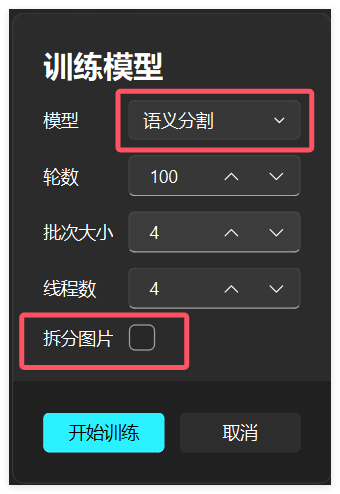 训练模型
模型 语义分割
轮数 100
批次大小 4
线程数 4
拆分图片
开始训练 取消